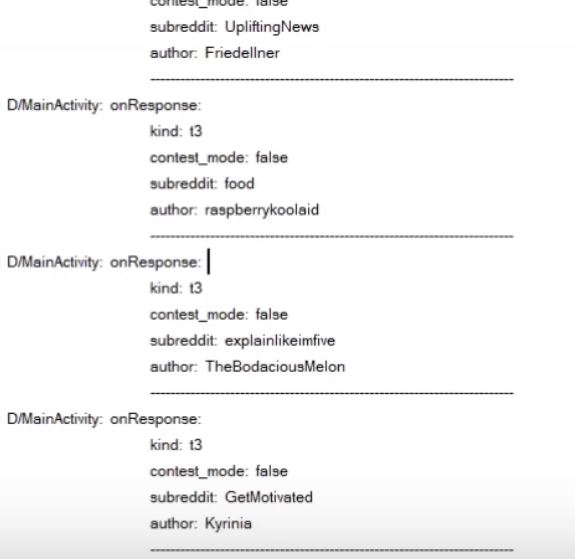 contest_mode: false
subreddit: UpliftingNews
author: Friedellner
--------------------------------------------------------------------------------
D/MainActivity: onResponse:
kind: t3
contest_mode: false
subreddit: food
author: raspberrykoolaid
--------------------------------------------------------------------------------
D/MainActivity: onResponse:
kind: t3
contest_mode: false
subreddit: explainlikeimfive
author: TheBodaciousMelon
--------------------------------------------------------------------------------
D/MainActivity: onResponse:
kind: t3
contest_mode: false
subreddit: GetMotivated
author: Kyrinia
--------------------------------------------------------------------------------